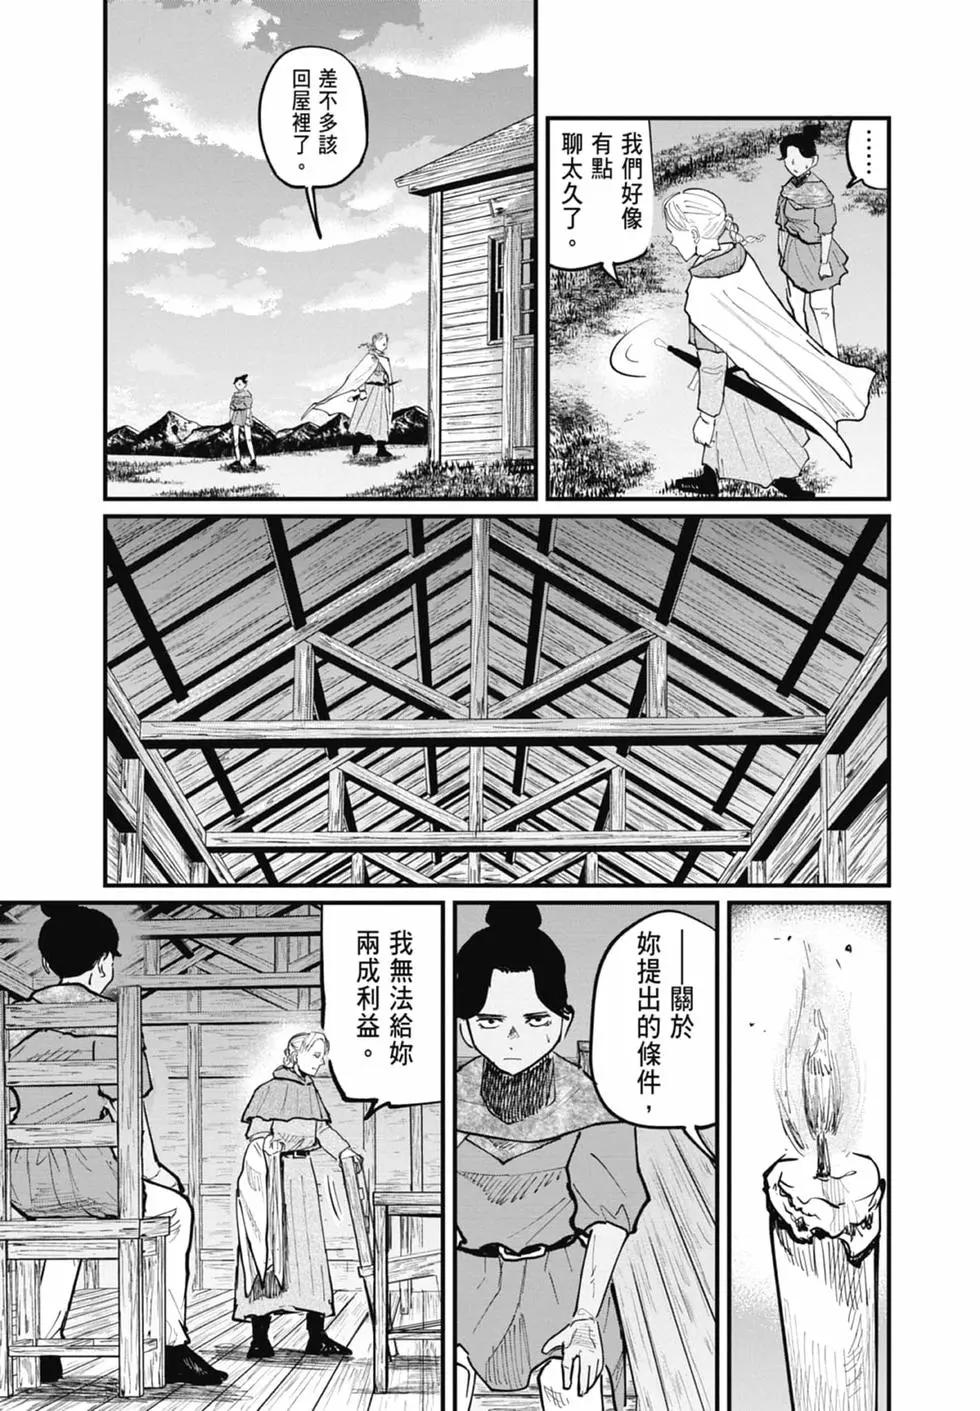 ……
我們好像
有點
聊太久了。
差不多該
回屋裡了。
——關於
妳提出的條件，
我無法給妳
兩成利益。